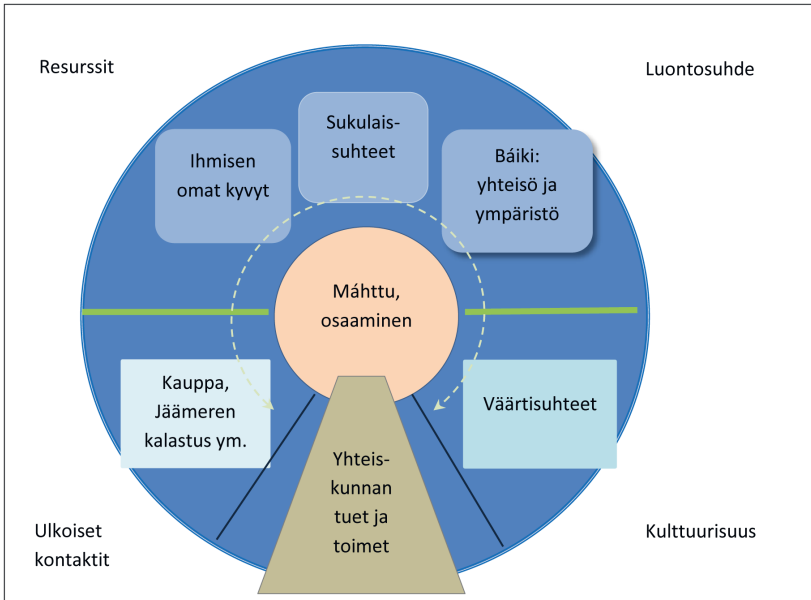 Resurssit
Luontosuhde
Sukulais-
suhteet
Ihmisen
omat kyvyt
Báiki:
yhteisö ja
ympäristö
Máhttu,
osaaminen
Kauppa,
Jäämeren
kalastus ym.
Väärtisuhteet
Yhteis-
kunnan
tuet ja
toimet
Ulkoiset
kontaktit
Kulttuurisuus